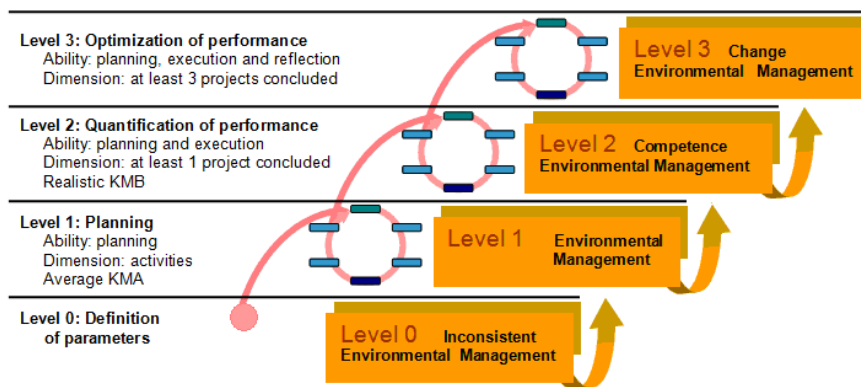 Level 3: Optimization of performance
Ability: planning, execution and reflection
Dimension: at least 3 projects concluded
Level 3 Change
Environmental Management
Level 2: Quantification of performance
Ability: planning and execution
Dimension: at least 1 project concluded
Realistic KMB
Level 2 Competence
Environmental Management
Level 1: Planning
Ability: planning
Dimension: activities
Average KMA
Level 1 Environmental
Management
Level 0: Definition
of parameters
Level 0 Inconsistent
Environmental Management